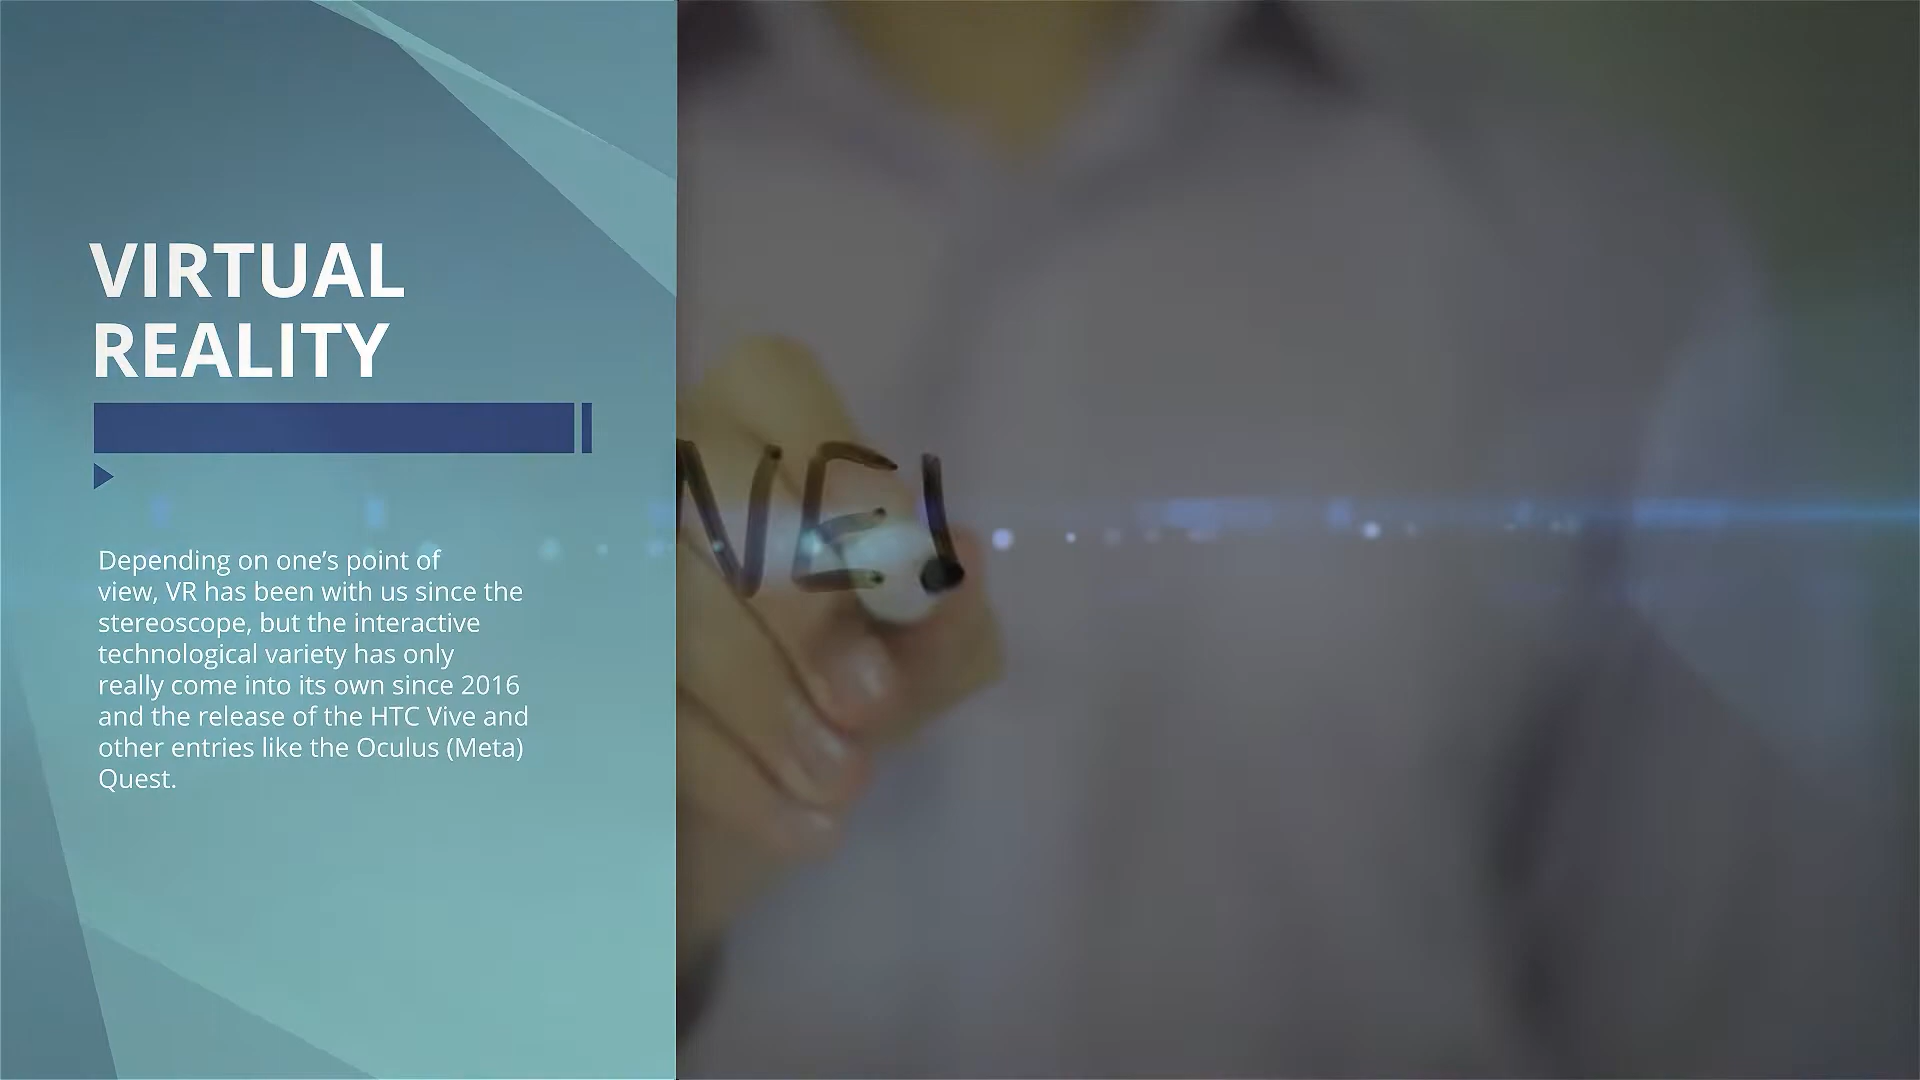 VIRTUAL
REALITY
Depending on one’s point of
view, VR has been with us since the
stereoscope, but the interactive
technological variety has only
really come into its own since 2016
and the release of the HTC Vive and
other entries like the Oculus (Meta)
Quest.
VE!